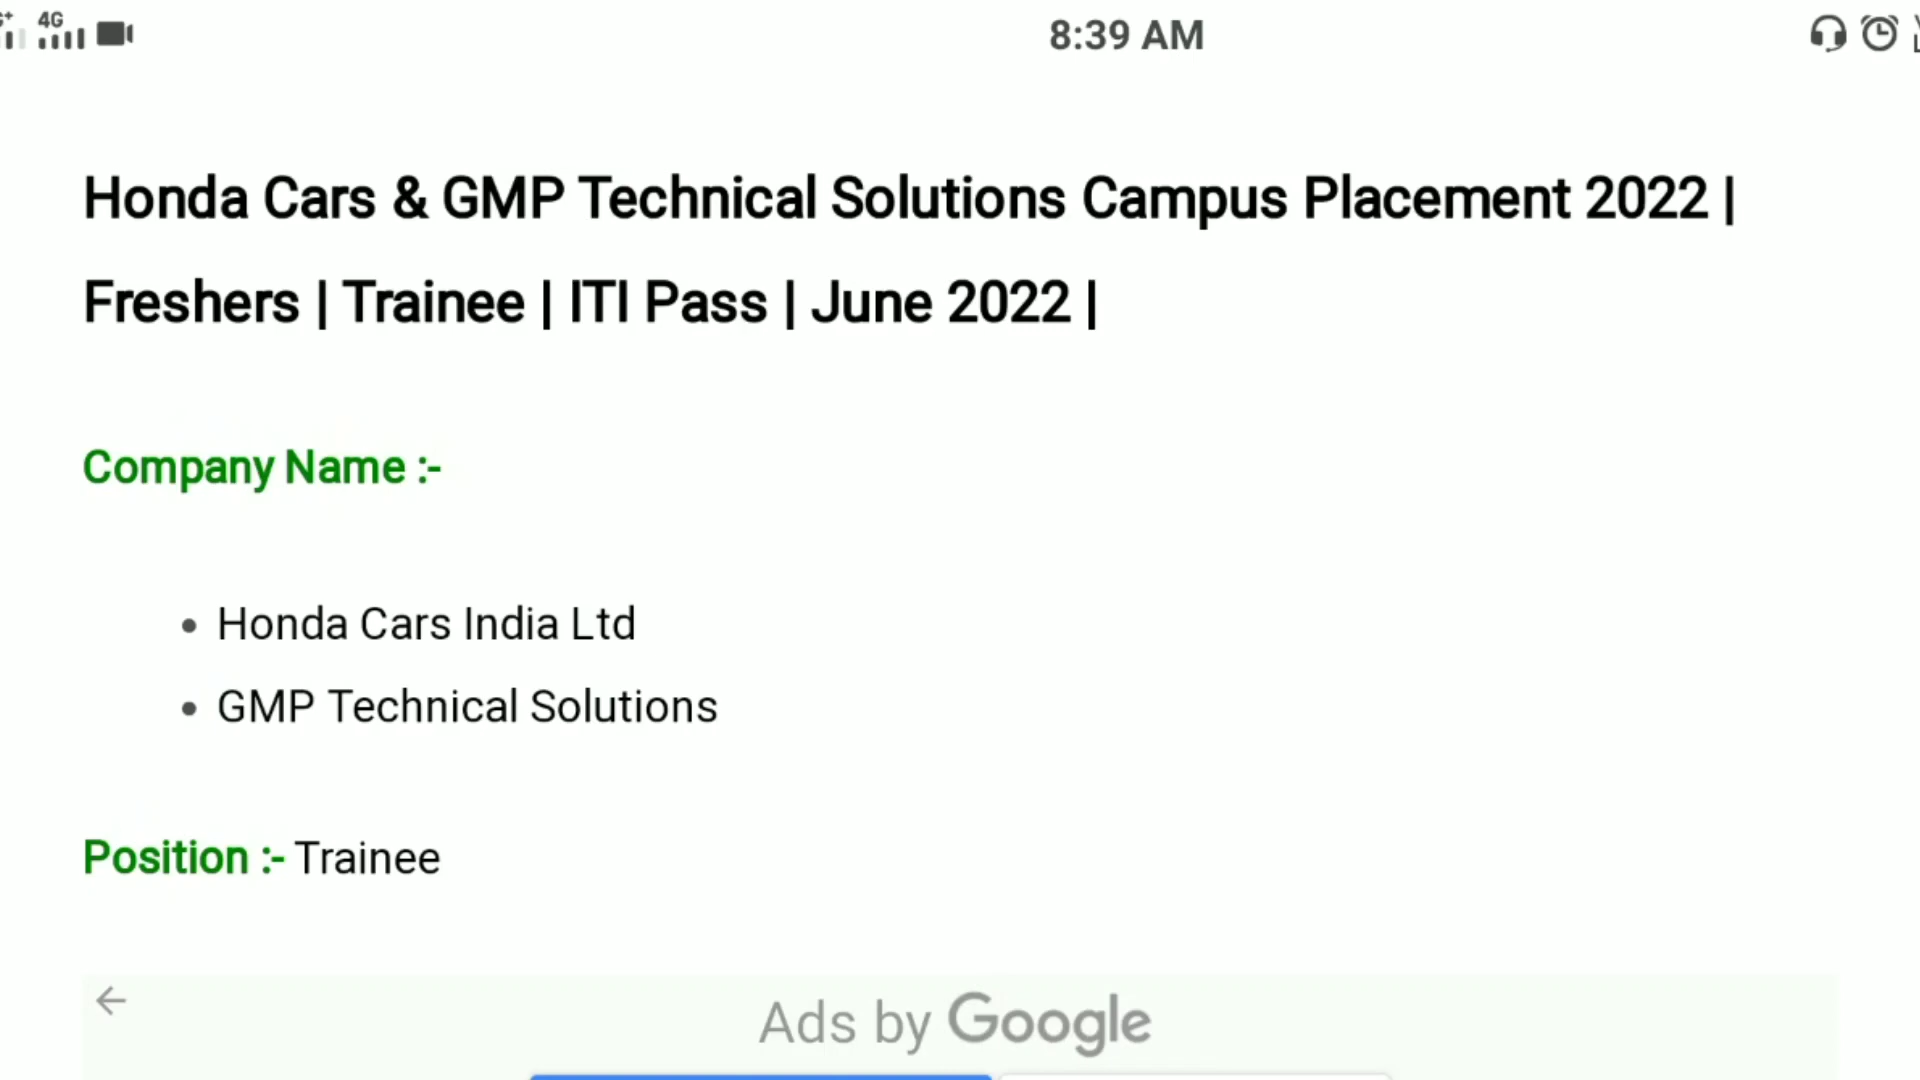 4G
8:39 AM
Honda Cars & GMP Technical Solutions Campus Placement 2022 |
Freshers | Trainee | ITI Pass | June 2022 |
Company Name :-
• Honda Cars India Ltd
• GMP Technical Solutions
Position :- Trainee
Ads by Google